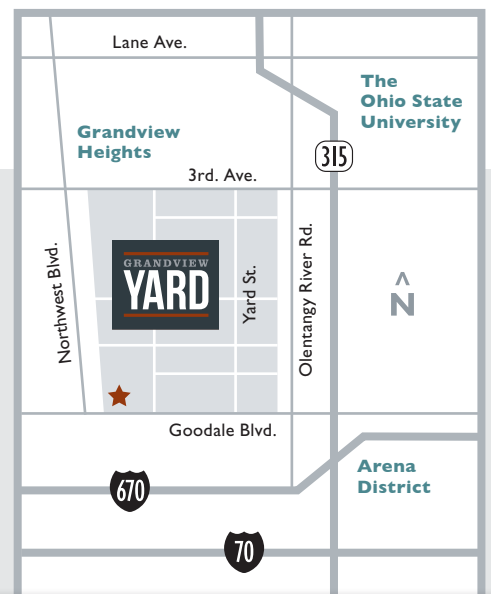 Lane Ave.
The
Ohio State
University
Grandview
Heights
315
3rd. Ave.
Northwest Blvd.
GRANDVIEW
YARD
Yard St.
Olentangy River Rd.
N
Goodale Blvd.
Arena
District
670
70